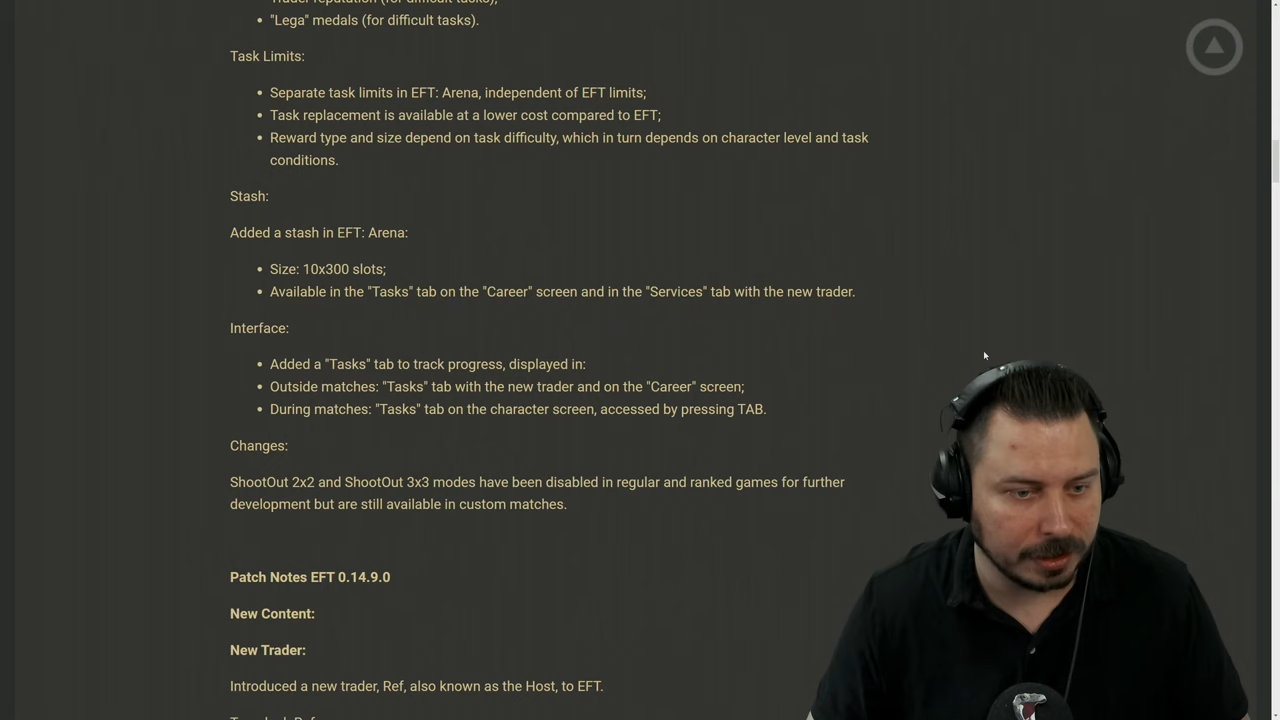 • "Lega" medals (for difficult tasks).
Task Limits:
• Separate task limits in EFT: Arena, independent of EFT limits;
• Task replacement is available at a lower cost compared to EFT;
• Reward type and size depend on task difficulty, which in turn depends on character level and task
conditions.
Stash:
Added a stash in EFT: Arena:
• Size: 10x300 slots;
• Available in the "Tasks" tab on the "Career" screen and in the "Services" tab with the new trader.
Interface:
• Added a "Tasks" tab to track progress, displayed in:
• Outside matches: "Tasks" tab with the new trader and on the "Career" screen;
• During matches: "Tasks" tab on the character screen, accessed by pressing TAB.
Changes:
ShootOut 2x2 and ShootOut 3x3 modes have been disabled in regular and ranked games for further
development but are still available in custom matches.
Patch Notes EFT 0.14.9.0
New Content:
New Trader:
Introduced a new trader, Ref, also known as the Host, to EFT.